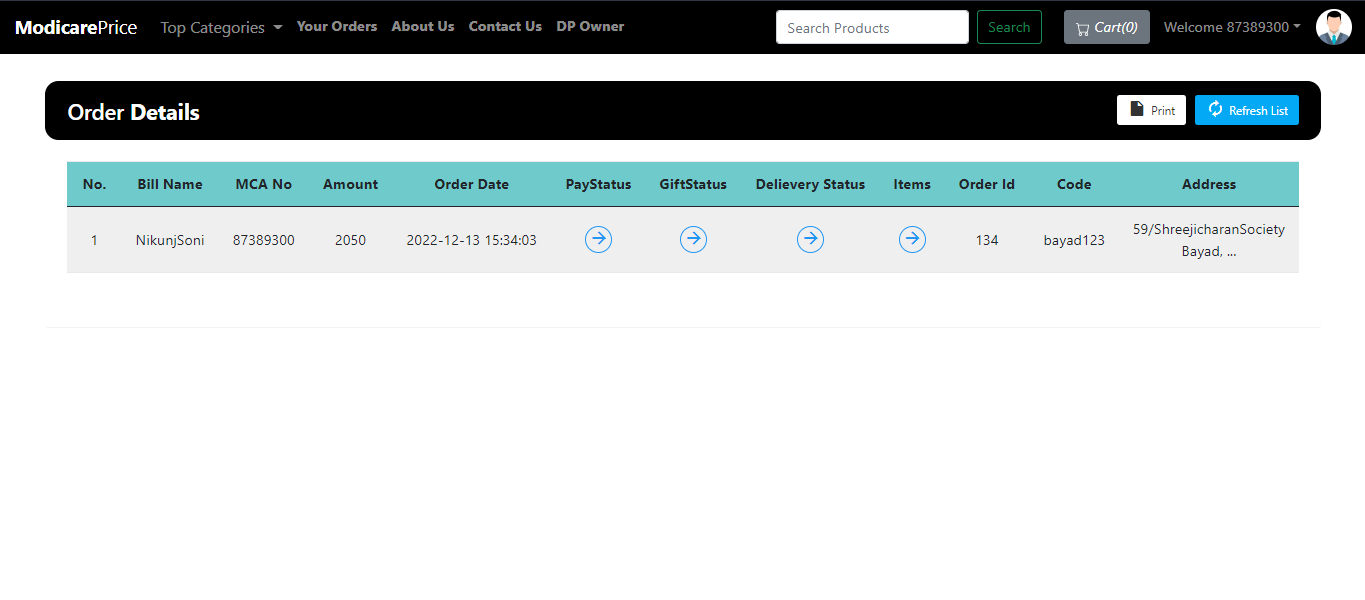 ModicarePrice Top Categories Your Orders About Us Contact Us DP Owner Search Products Search Cart(0) Welcome 87389300
Order Details Print Refresh List
No. Bill Name MCA No Amount Order Date PayStatus GiftStatus Delievery Status Items Order Id Code Address
1 NikunjSoni 87389300 2050 2022-12-13 15:34:03 134 bayad123 59/ShreejicharanSociety
Bayad, ...